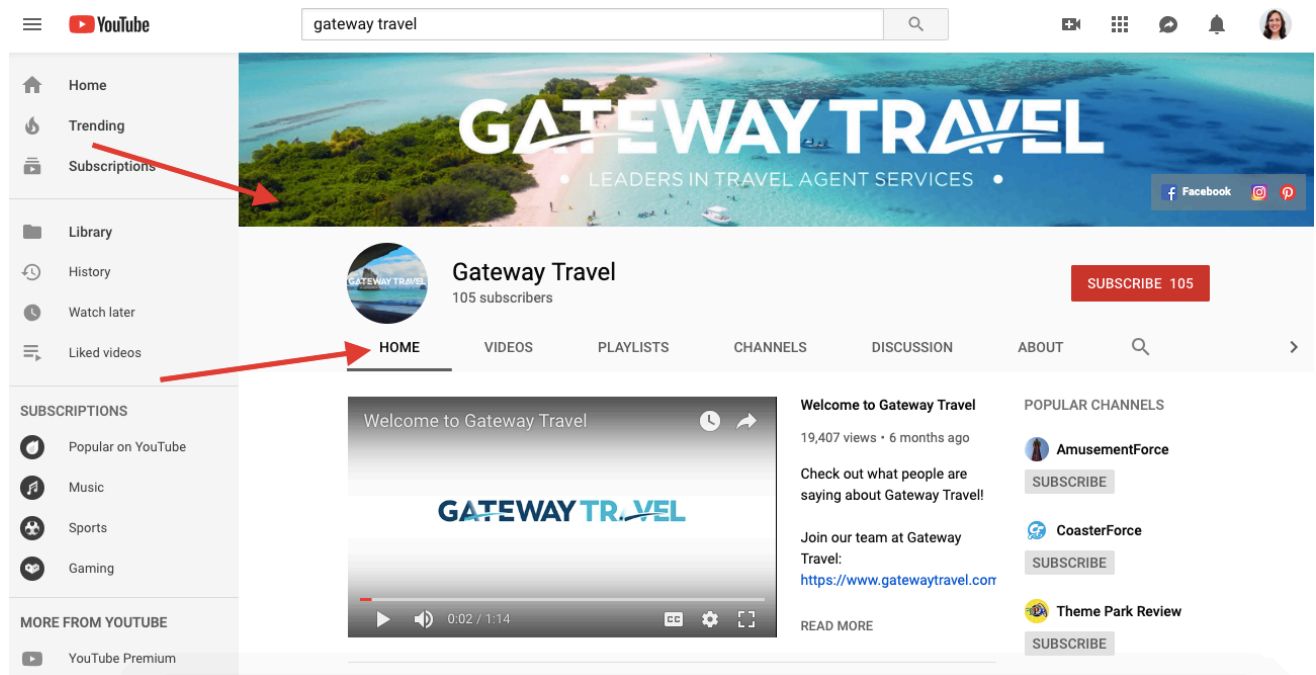 YouTube
gateway travel
Home
Trending
Subscriptions
Library
History
Watch later
Liked videos
SUBSCRIPTIONS
Popular on YouTube
Music
Sports
Gaming
MORE FROM YOUTUBE
YouTube Premium
GATEWAY TRAVEL
• LEADERS IN TRAVEL AGENT SERVICES •
Facebook
GATEWAY TRAVEL
Gateway Travel
105 subscribers
SUBSCRIBE 105
HOME VIDEOS PLAYLISTS CHANNELS DISCUSSION ABOUT
Welcome to Gateway Travel
GATEWAY TRAVEL
0:02 / 1:14
CC
Welcome to Gateway Travel
19,407 views • 6 months ago
Check out what people are
saying about Gateway Travel!
Join our team at Gateway
Travel:
https://www.gatewaytravel.com
READ MORE
POPULAR CHANNELS
AmusementForce
SUBSCRIBE
CoasterForce
SUBSCRIBE
Theme Park Review
SUBSCRIBE